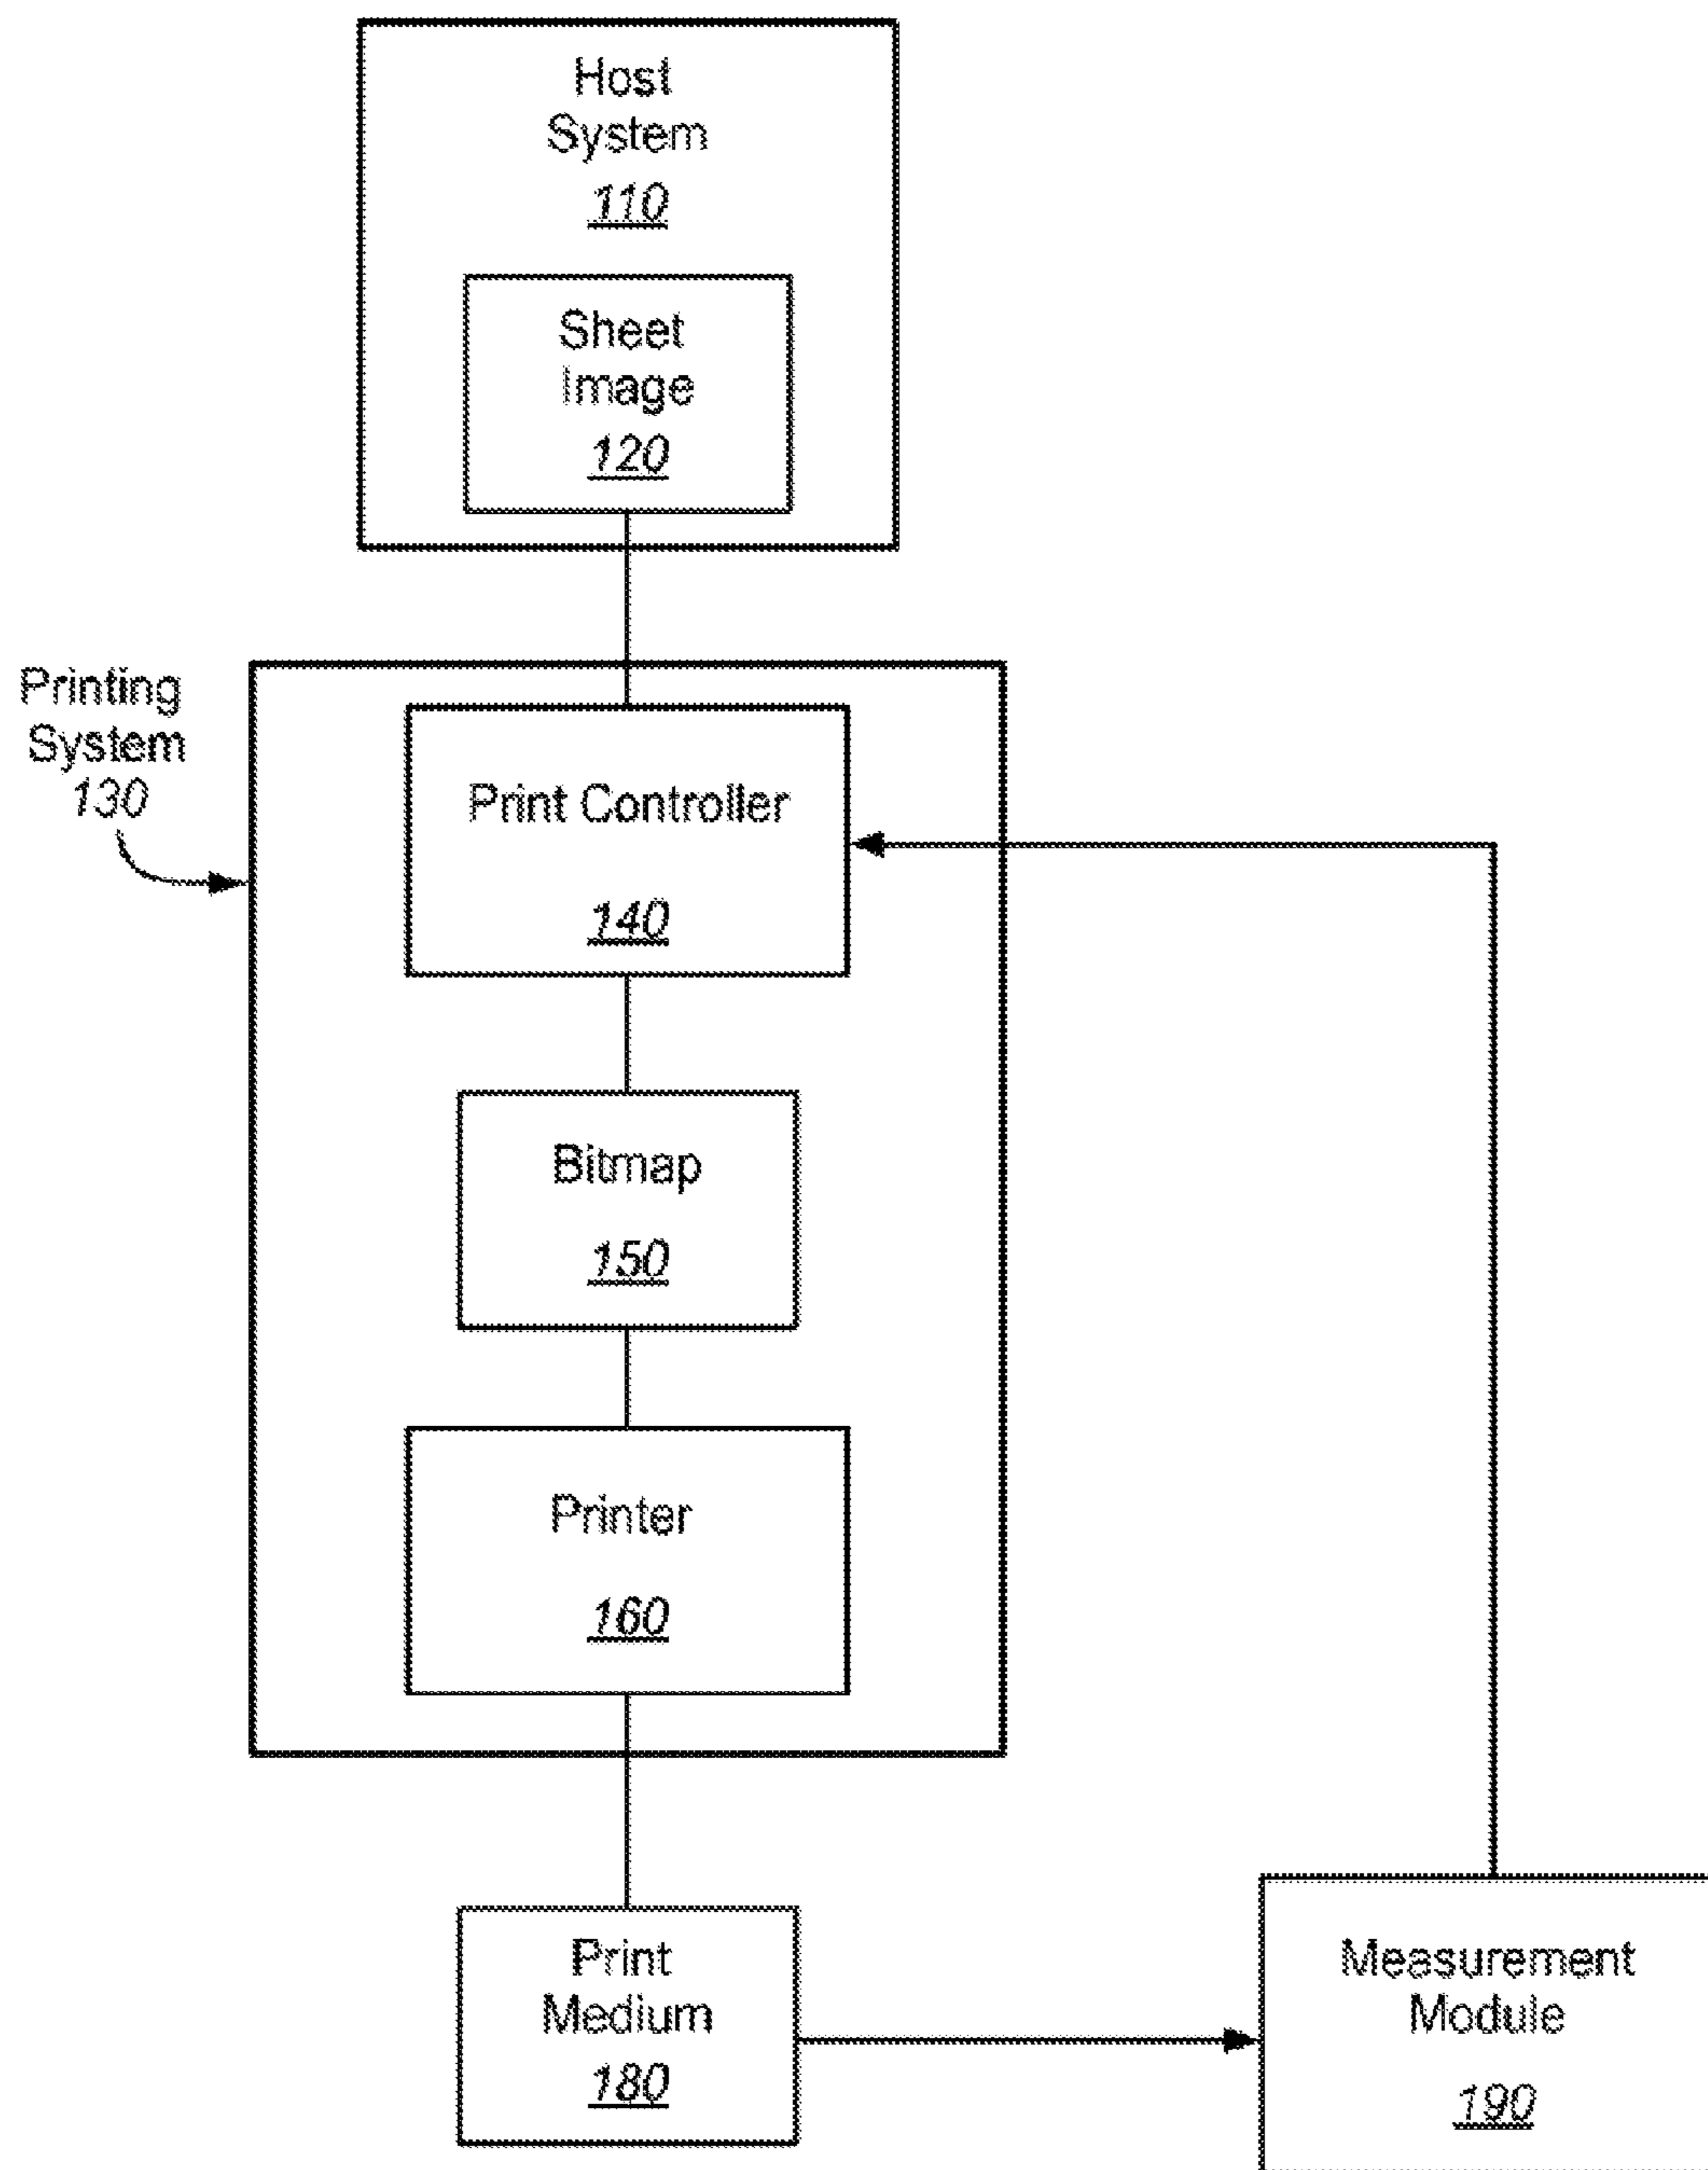 Host
System
110
Sheet
Image
120
Printing
System
130
Print Controller
140
Bitmap
150
Printer
160
Print
Medium
180
Measurement
Module
190